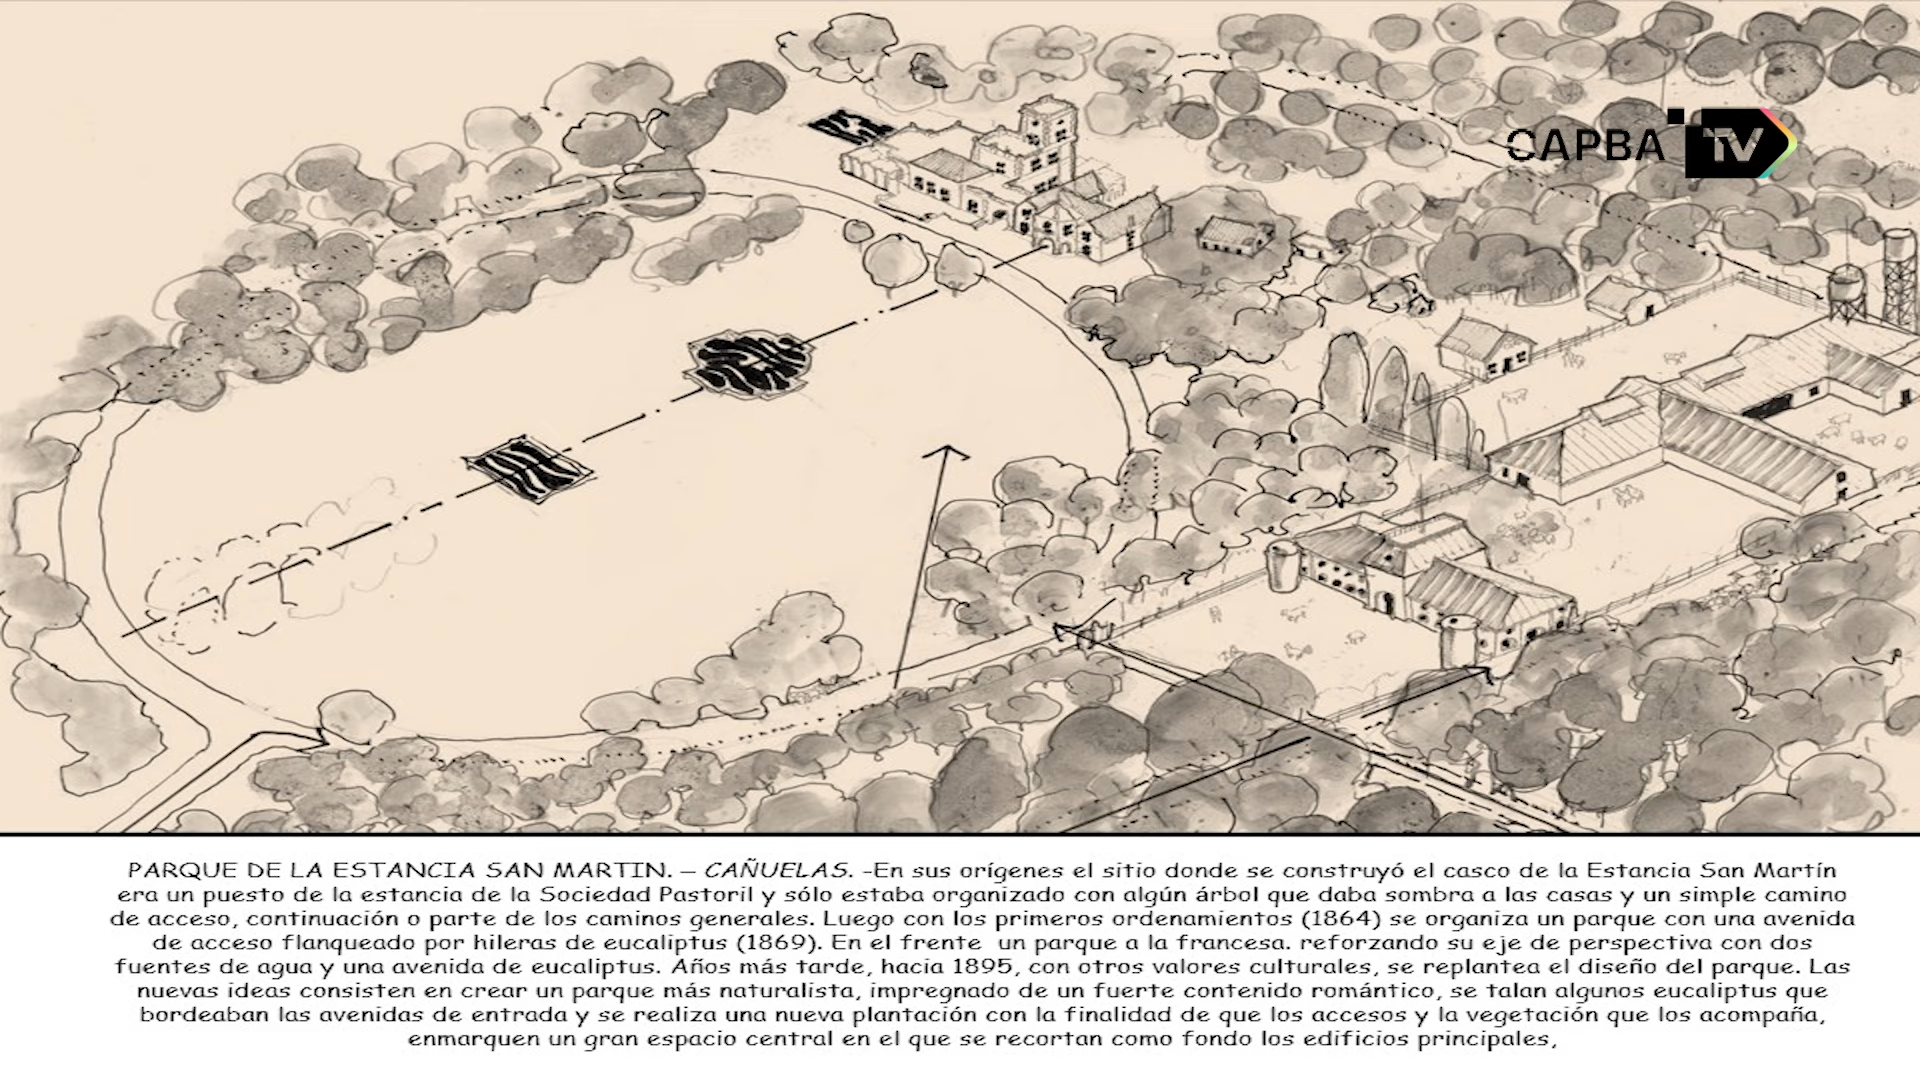 CAPBA TV
PARQUE DE LA ESTANCIA SAN MARTIN. – CAÑUELAS. -En sus orígenes el sitio donde se construyó el casco de la Estancia San Martín
era un puesto de la estancia de la Sociedad Pastoril y sólo estaba organizado con algún árbol que daba sombra a las casas y un simple camino
de acceso, continuación o parte de los caminos generales. Luego con los primeros ordenamientos (1864) se organiza un parque con una avenida
de acceso flanqueado por hileras de eucaliptus (1869). En el frente un parque a la francesa. reforzando su eje de perspectiva con dos
fuentes de agua y una avenida de eucaliptus. Años más tarde, hacia 1895, con otros valores culturales, se replantea el diseño del parque. Las
nuevas ideas consisten en crear un parque más naturalista, impregnado de un fuerte contenido romántico, se talan algunos eucaliptus que
bordeaban las avenidas de entrada y se realiza una nueva plantación con la finalidad de que los accesos y la vegetación que los acompaña,
enmarquen un gran espacio central en el que se recortan como fondo los edificios principales,